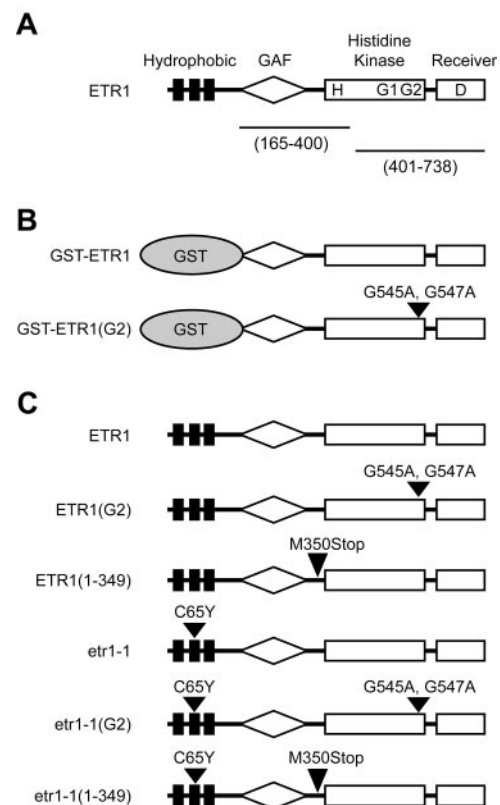 A
Hydrophobic GAF Histidine Kinase Receiver
ETR1 H G1 G2 D
(165-400)
(401-738)
B
GST-ETR1 GST
G545A, G547A
GST-ETR1(G2) GST
C
ETR1
G545A, G547A
ETR1(G2)
M350Stop
ETR1(1-349)
C65Y
etr1-1
C65Y G545A, G547A
etr1-1(G2)
C65Y M350Stop
etr1-1(1-349)